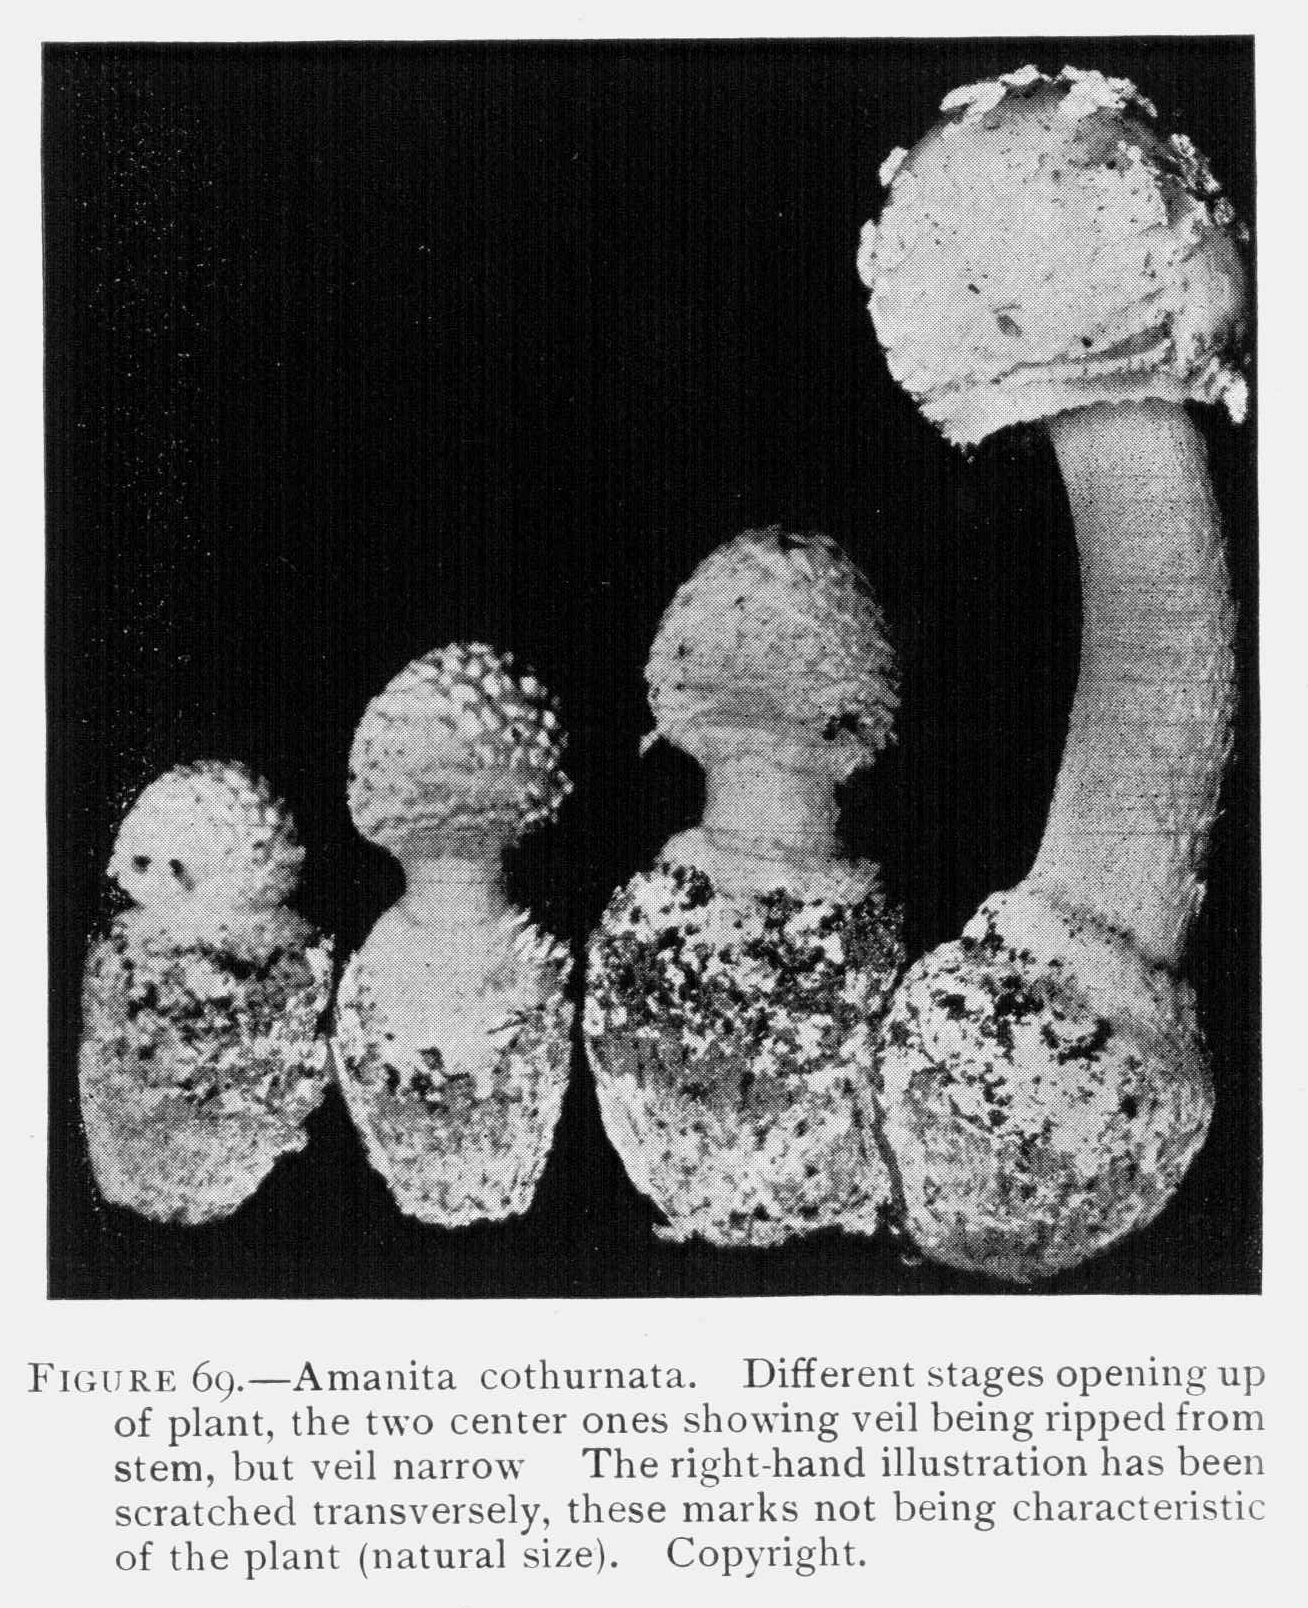 FIGURE 69.—Amanita cothurnata. Different stages opening up
of plant, the two center ones showing veil being ripped from
stem, but veil narrow The right-hand illustration has been
scratched transversely, these marks not being characteristic
of the plant (natural size). Copyright.